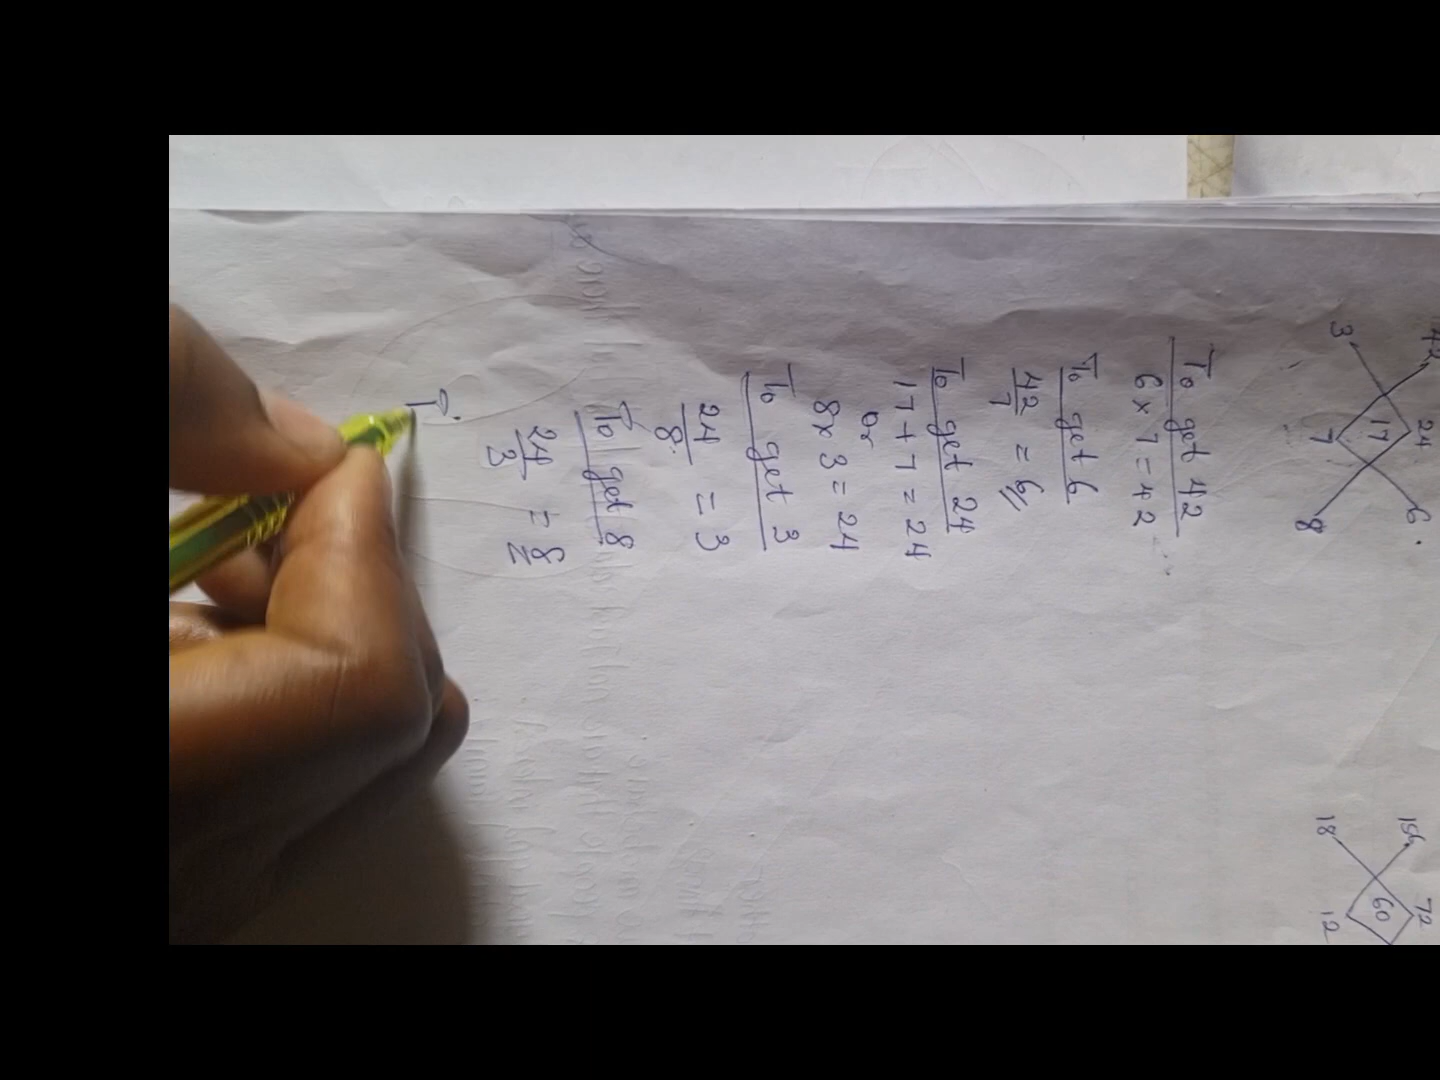 42 24 6
17
3 7 8
To get 42
6 x 7 = 42
To get 6
42/7 = 6//
To get 24
17 + 7 = 24
or
8 x 3 = 24
To get 3
24/8 = 3
To get 8
24/3 = 8
T
72
60
18 12